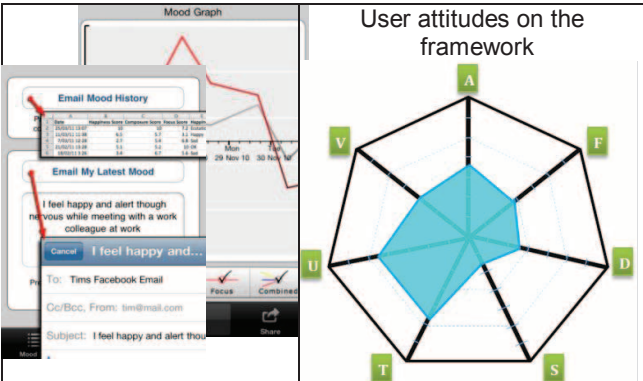 Mood Graph
Mon
29 Nov 10
30 Nov
Focus
Combined
Share
Mood
Email Mood History
Date Happiness Score Composure Score Focus Score
Email My Latest Mood
I feel happy and alert though
nervous while meeting with a work
colleague at work
Cancel
I feel happy and...
To: Tims Facebook Email
Cc/Bcc, From: tim@mail.com
Subject: I feel happy and alert thou
User attitudes on the
framework
A
V
F
U
D
T
S